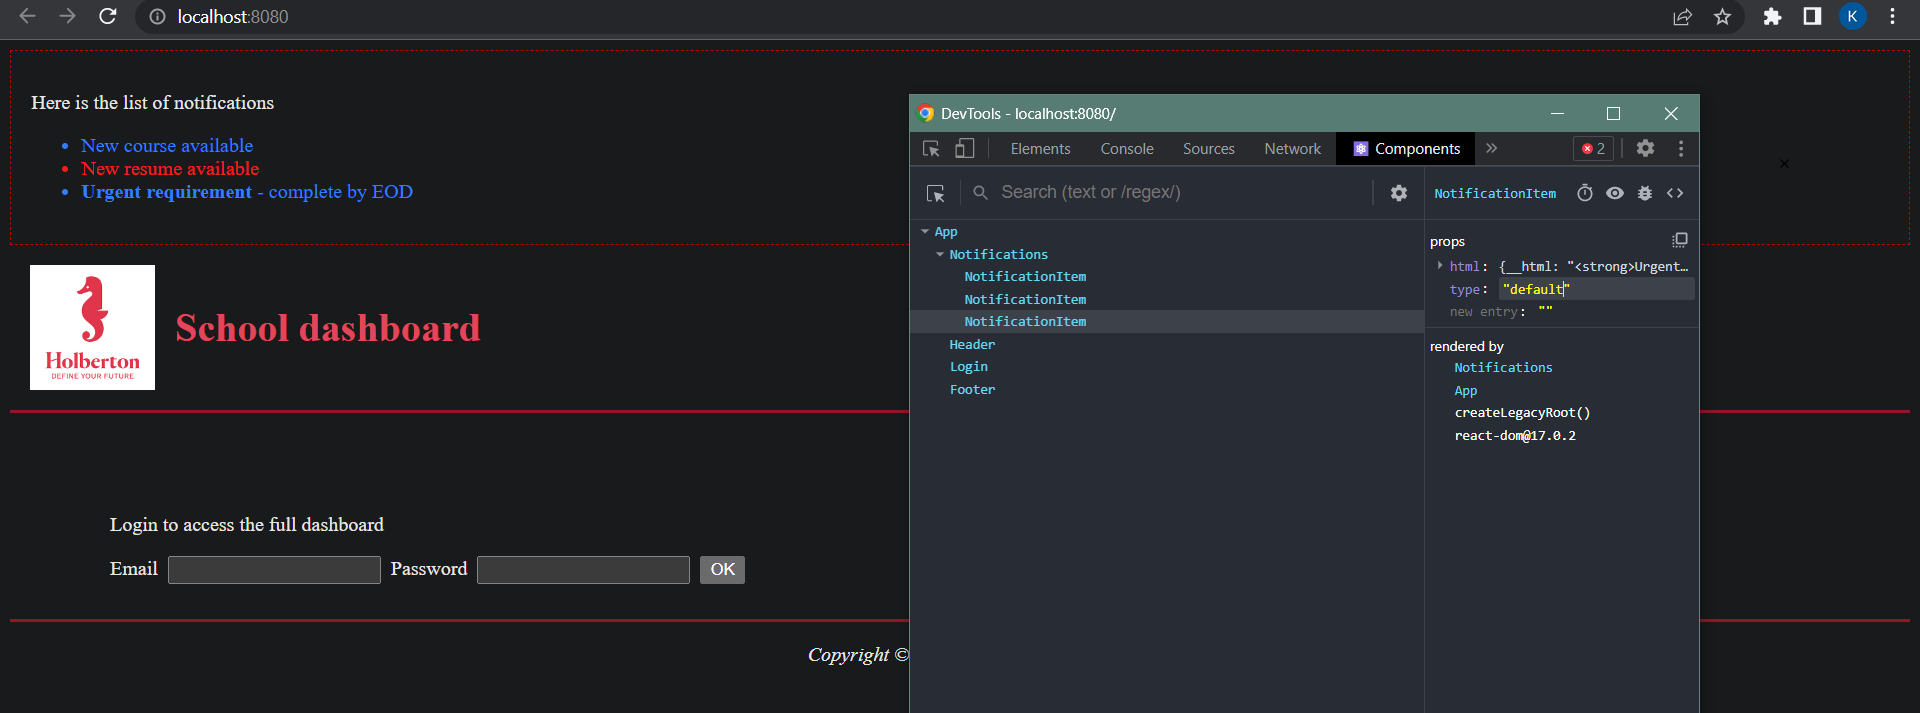 localhost:8080
K
Here is the list of notifications
New course available
New resume available
Urgent requirement - complete by EOD
Holberton
DEFINE YOUR FUTURE
School dashboard
Login to access the full dashboard
Email Password OK
Copyright ©
DevTools - localhost:8080/
Elements Console Sources Network Components » 2
Search (text or /regex/)
App
Notifications
NotificationItem
NotificationItem
NotificationItem
Header
Login
Footer
NotificationItem
props
html: {__html: "<strong>Urgent…
type: "default"
new entry: ""
rendered by
Notifications
App
createLegacyRoot()
react-dom@17.0.2